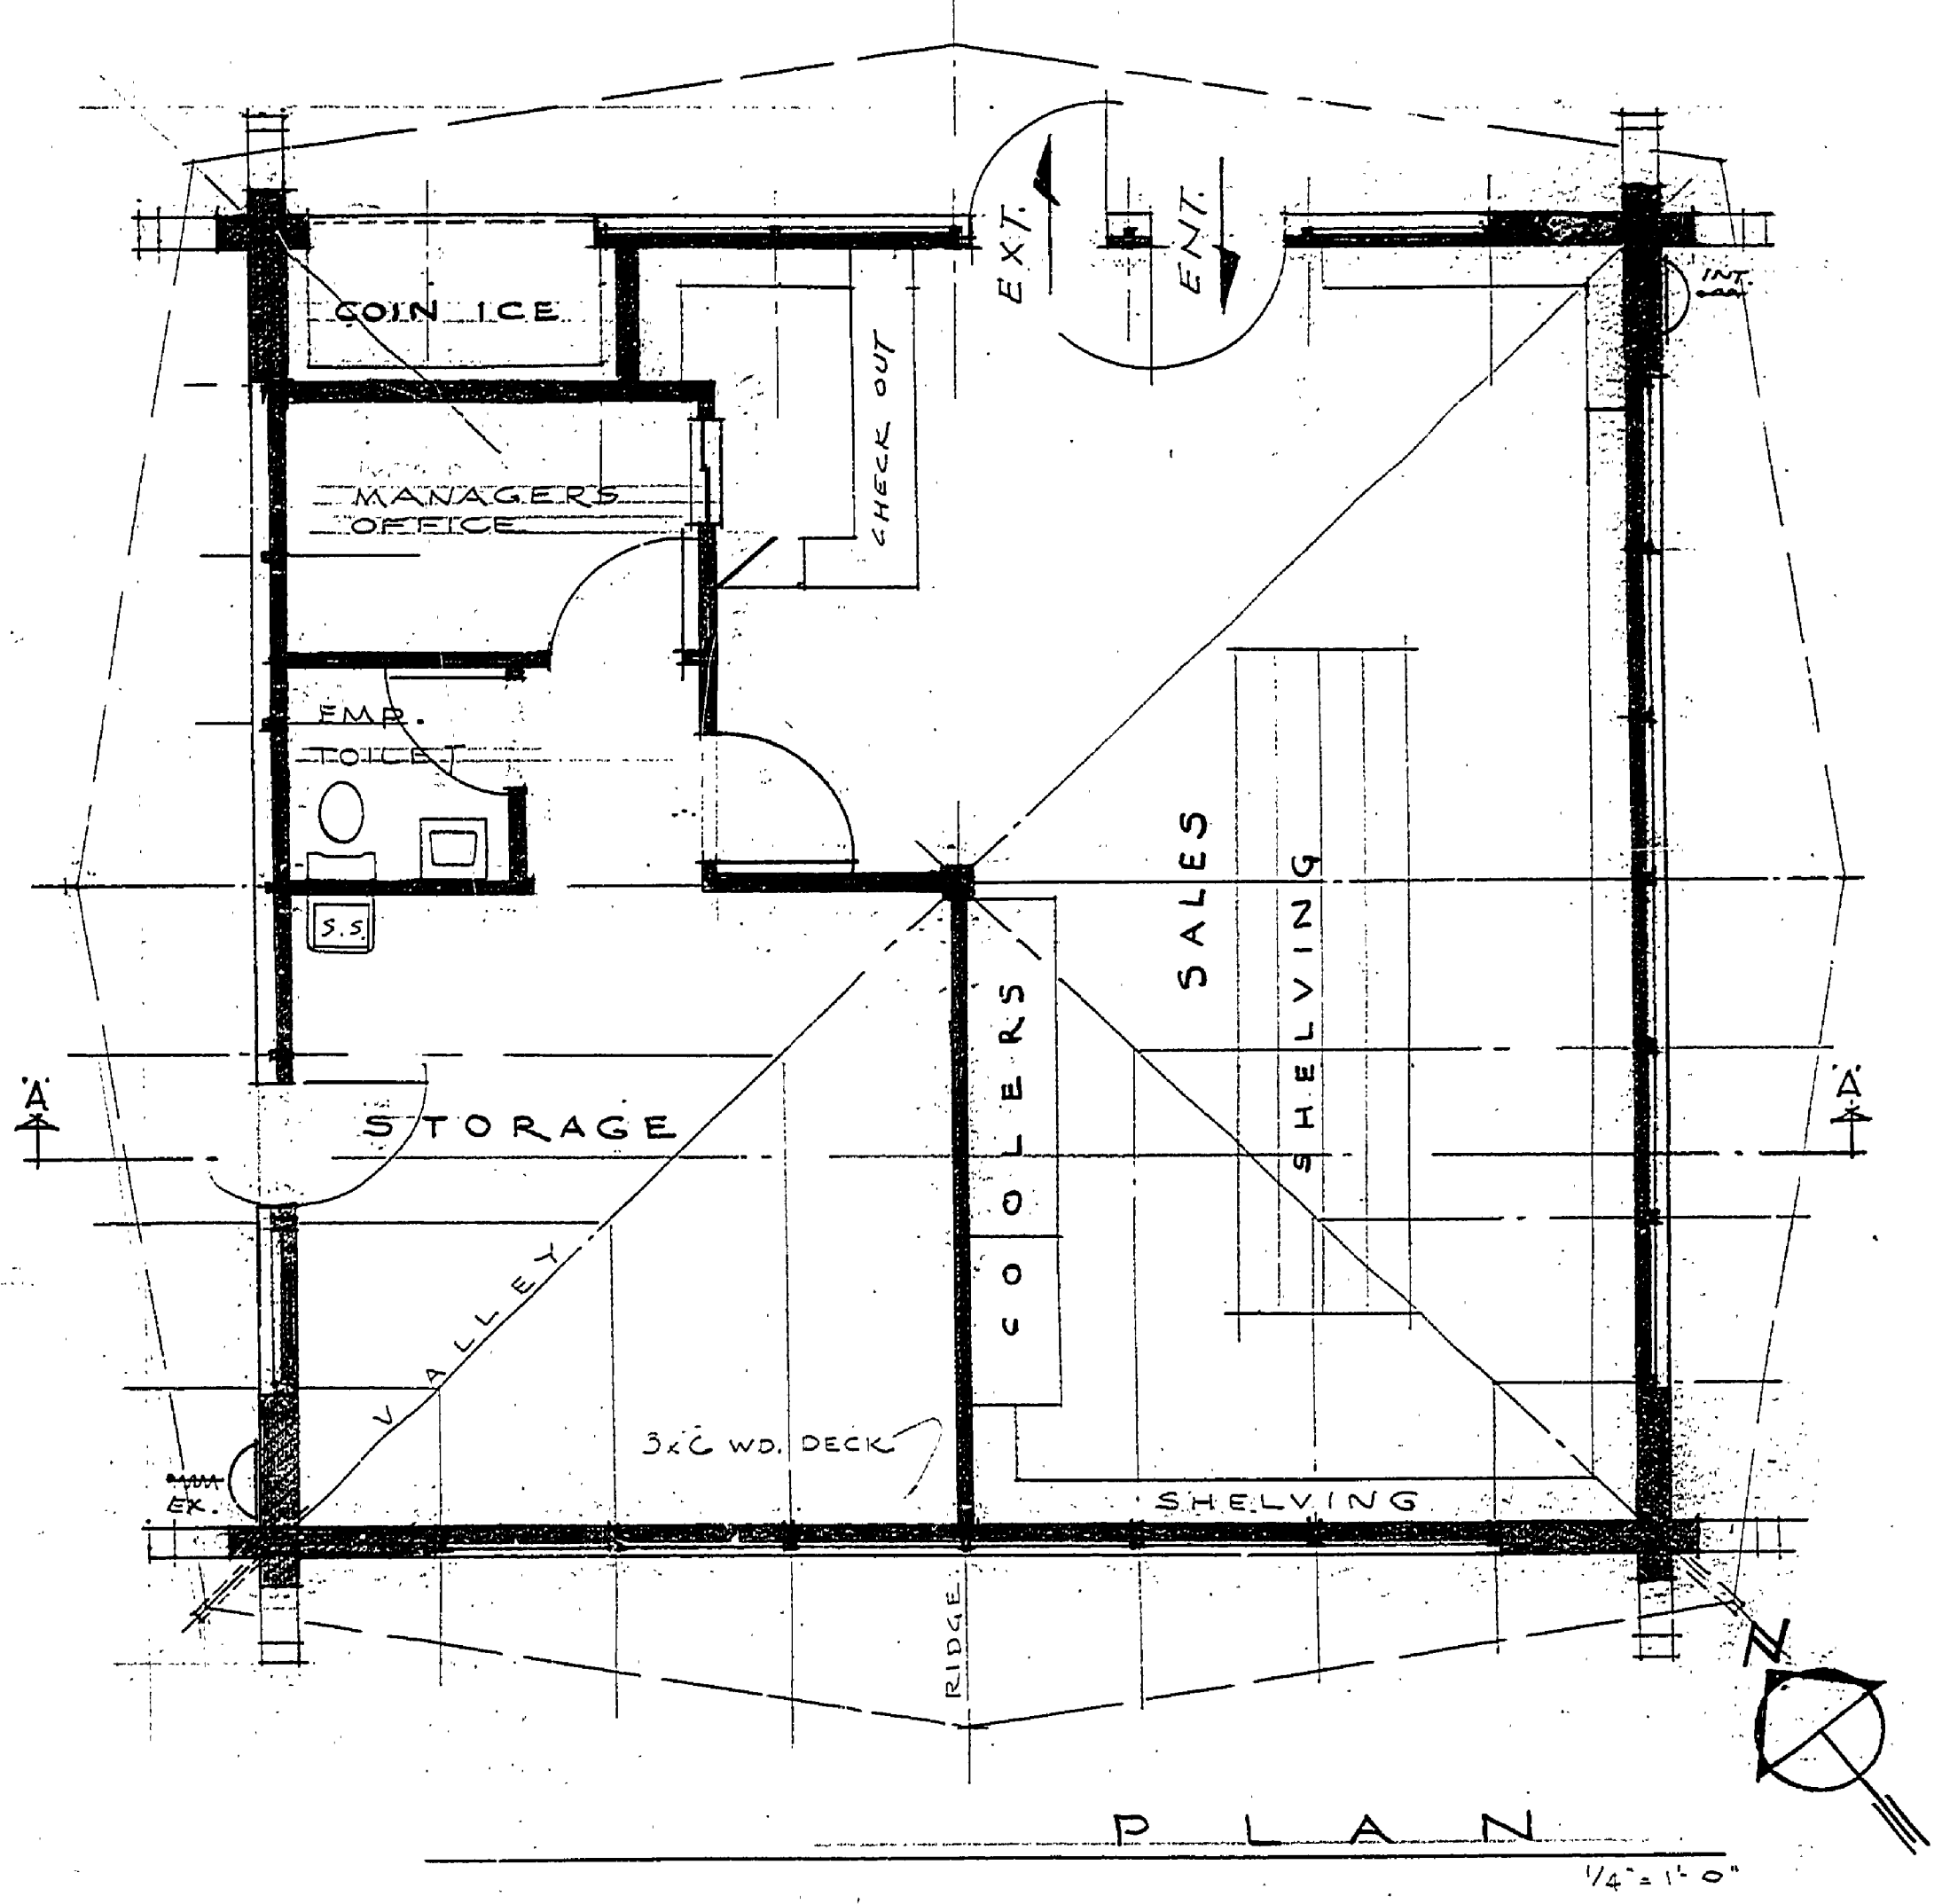 EXT.
ENT.
INT.
COIN ICE
CHECK OUT
MANAGERS
OFFICE
EMP.
TOILET
S.S.
SALES
SHELVING
COOLERS
'A'
'A'
STORAGE
VALLEY
3x6 WD. DECK
EX.
SHELVING
RIDGE
N
PLAN
1/4" = 1'-0"